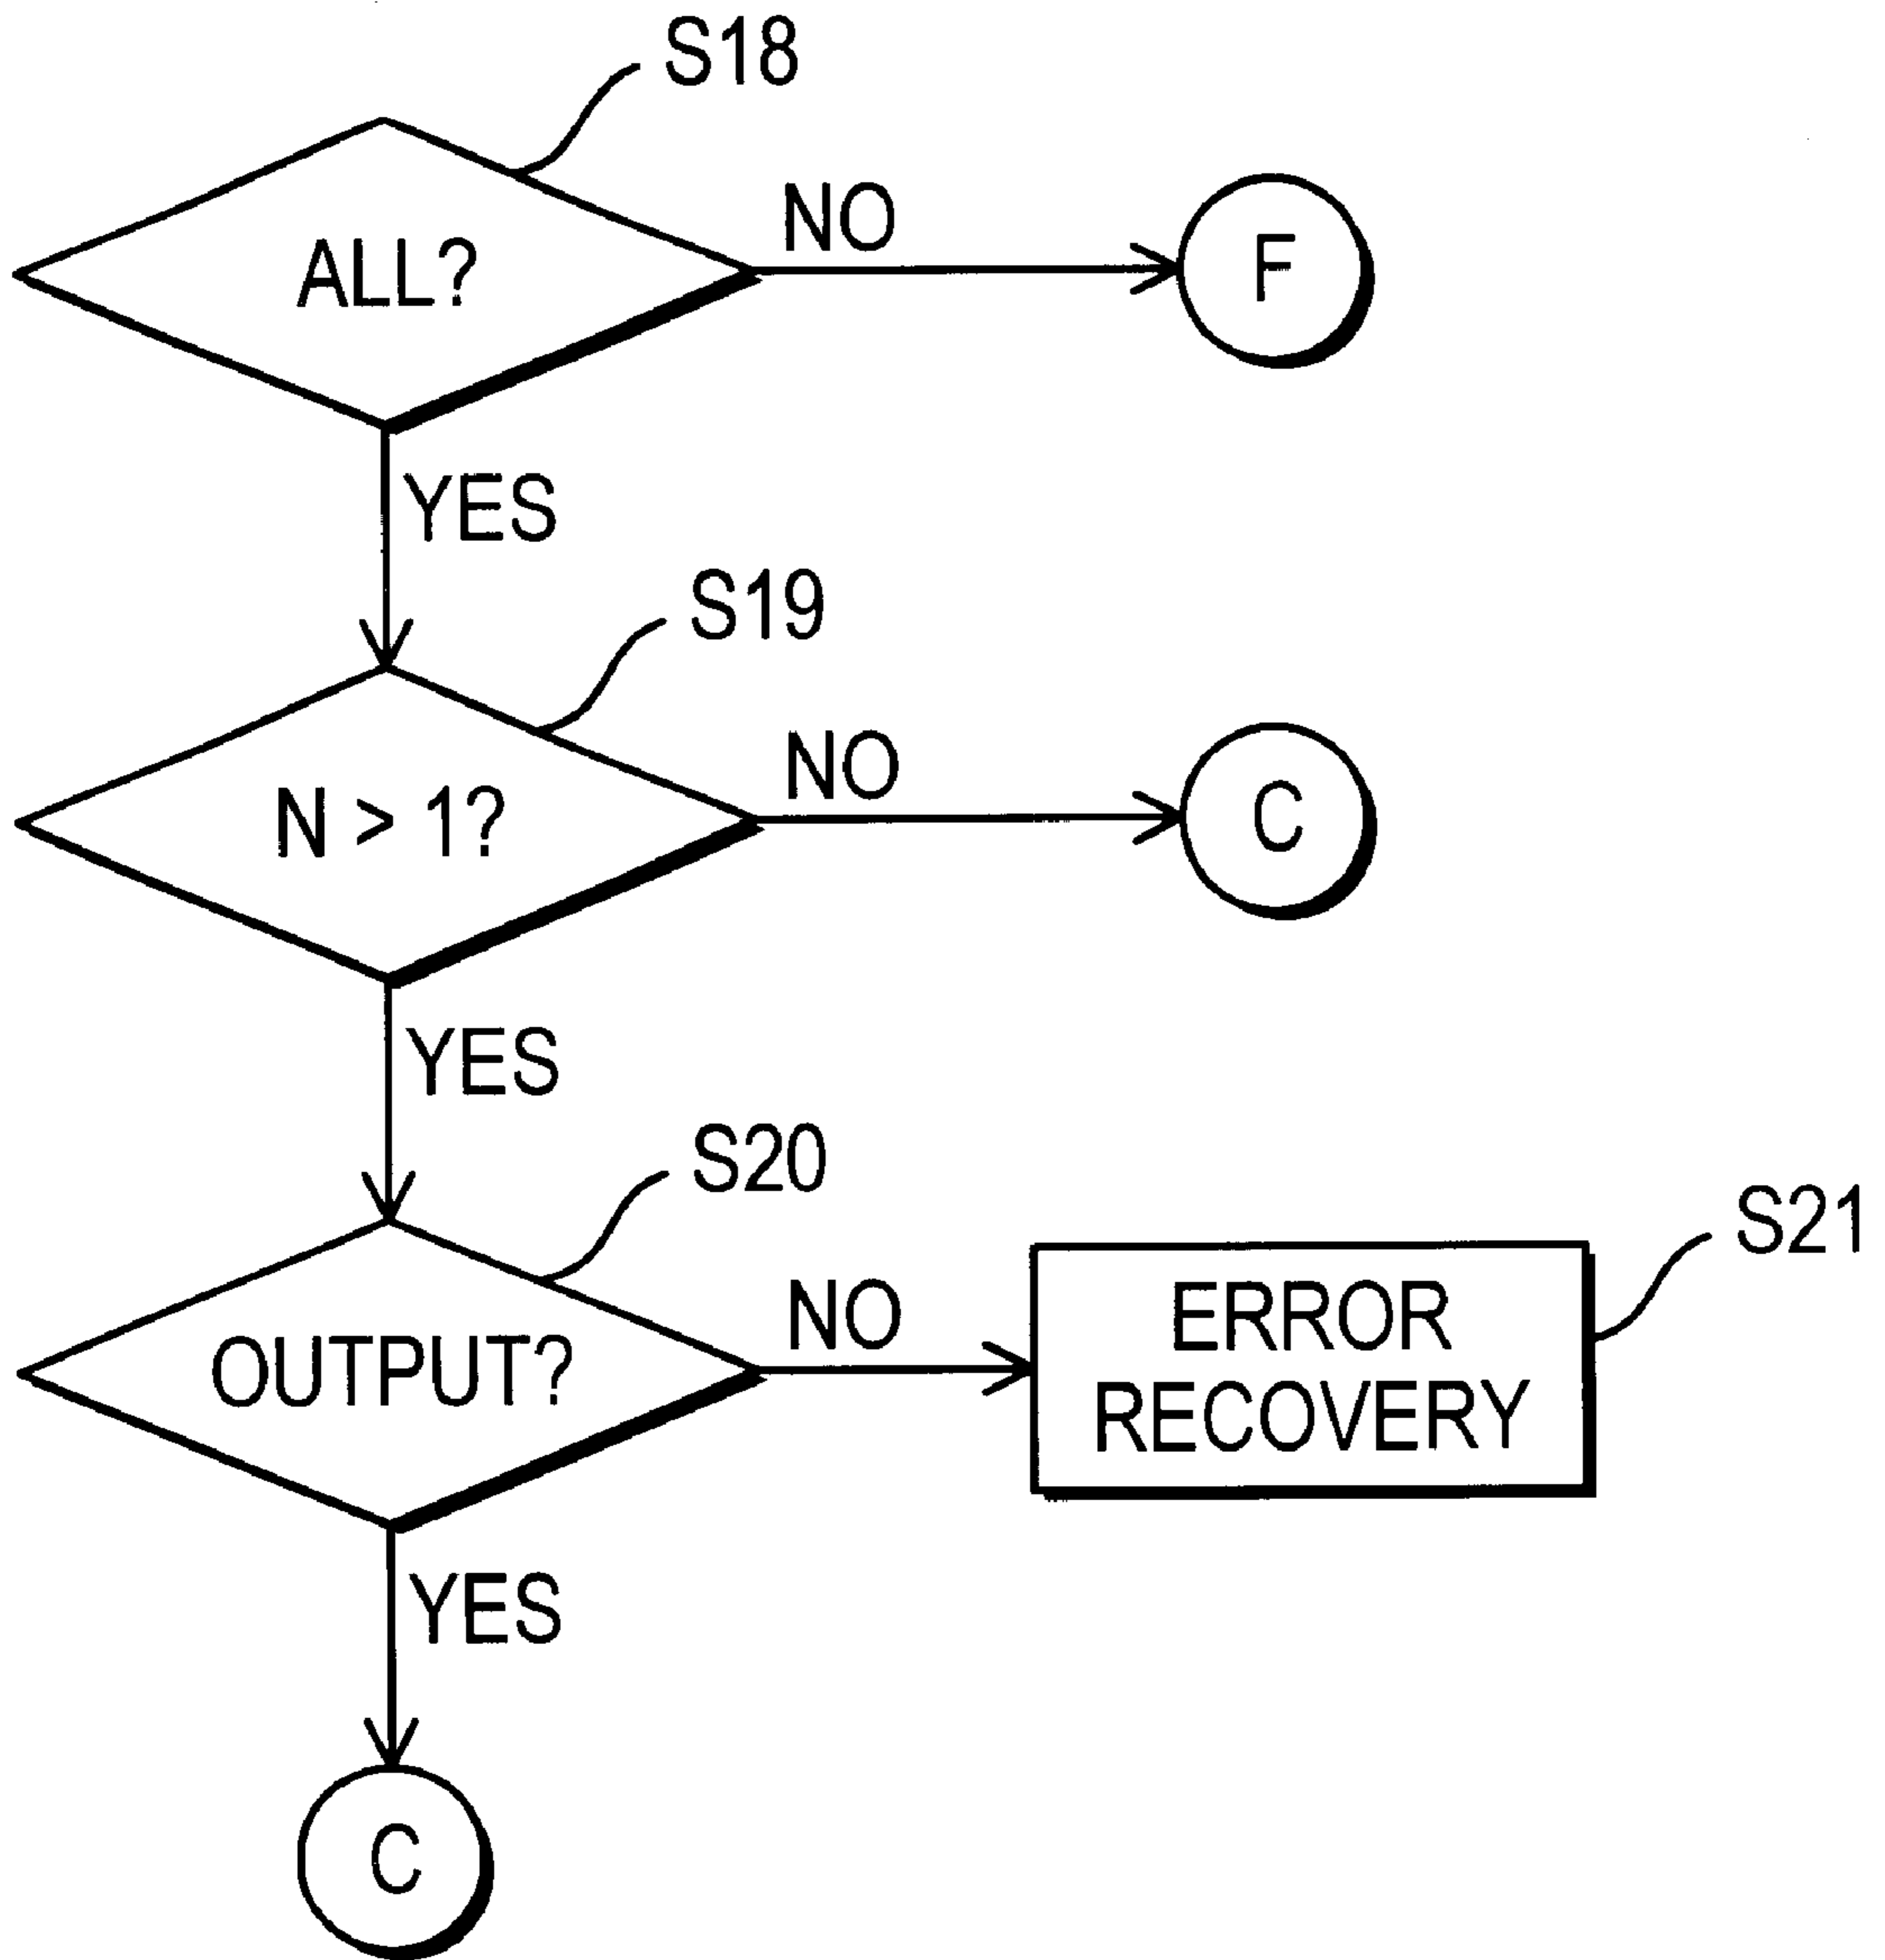 S18
ALL?
NO
F
YES
S19
N > 1?
NO
C
YES
S20
OUTPUT?
NO
ERROR
RECOVERY
S21
YES
C